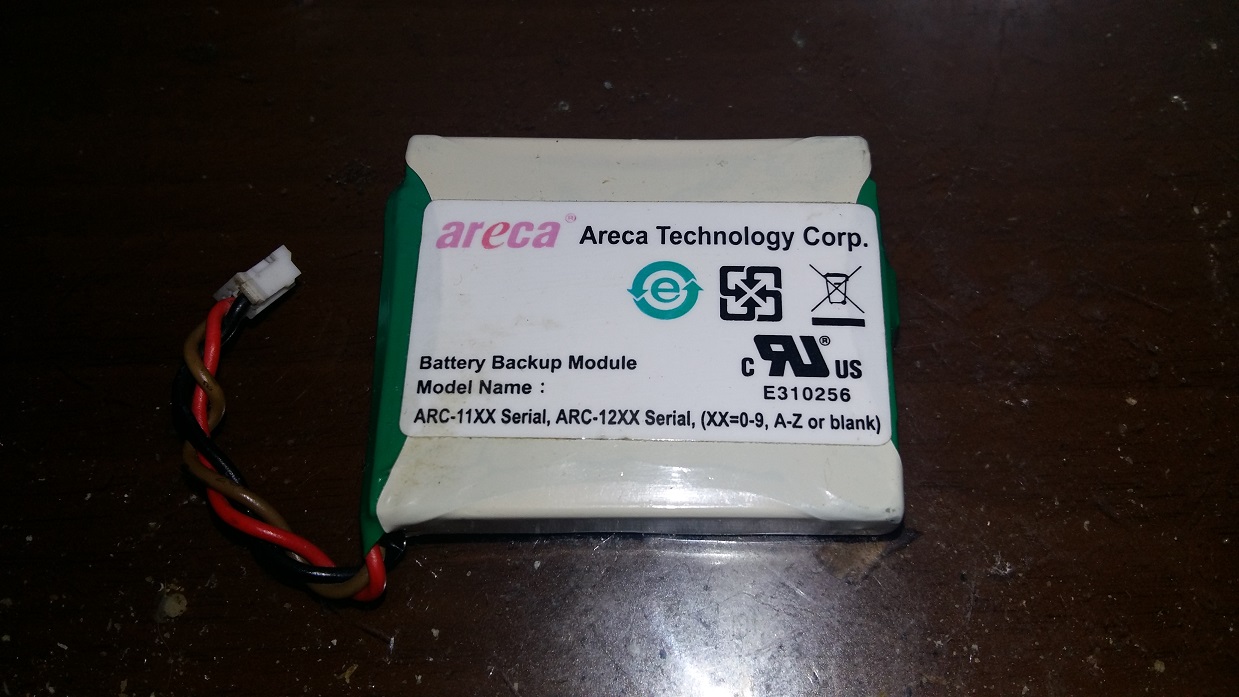 areca® Areca Technology Corp.
e
Battery Backup Module
Model Name :
C RU® US
E310256
ARC-11XX Serial, ARC-12XX Serial, (XX=0-9, A-Z or blank)